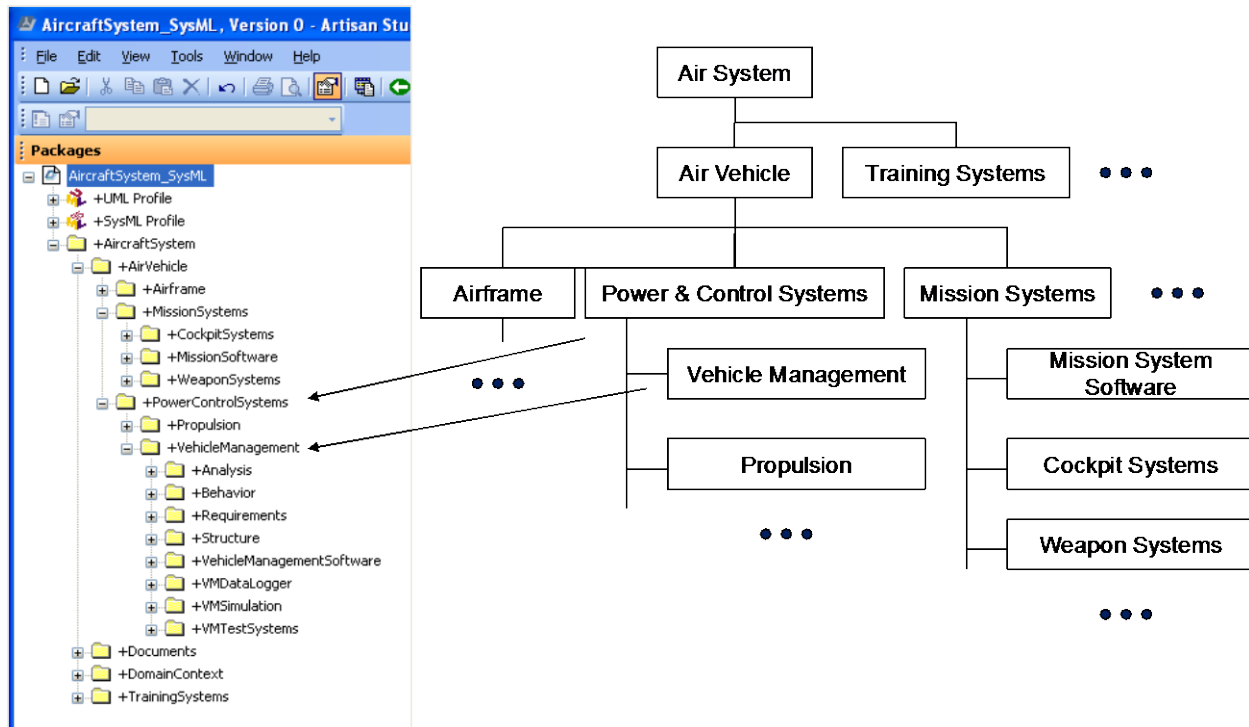 AircraftSystem_SysML, Version 0 - Artisan Stu
File Edit View Tools Window Help
Packages
AircraftSystem_SysML
+UML Profile
+SysML Profile
+AircraftSystem
+AirVehicle
+Airframe
+MissionSystems
+CockpitSystems
+MissionSoftware
+WeaponSystems
+PowerControlSystems
+Propulsion
+VehicleManagement
+Analysis
+Behavior
+Requirements
+Structure
+VehicleManagementSoftware
+VMDataLogger
+VMSimulation
+VMTestSystems
+Documents
+DomainContext
+TrainingSystems
Air System
Air Vehicle
Training Systems
Airframe
Power & Control Systems
Mission Systems
Vehicle Management
Propulsion
Mission System
Software
Cockpit Systems
Weapon Systems